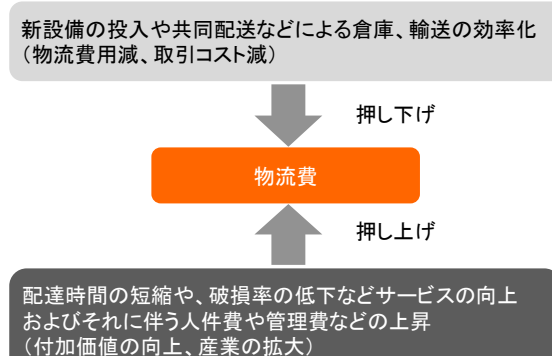 新設備の投入や共同配送などによる倉庫、輸送の効率化
（物流費用減、取引コスト減）
押し下げ
物流費
押し上げ
配達時間の短縮や、破損率の低下などサービスの向上
およびそれに伴う人件費や管理費などの上昇
（付加価値の向上、産業の拡大）